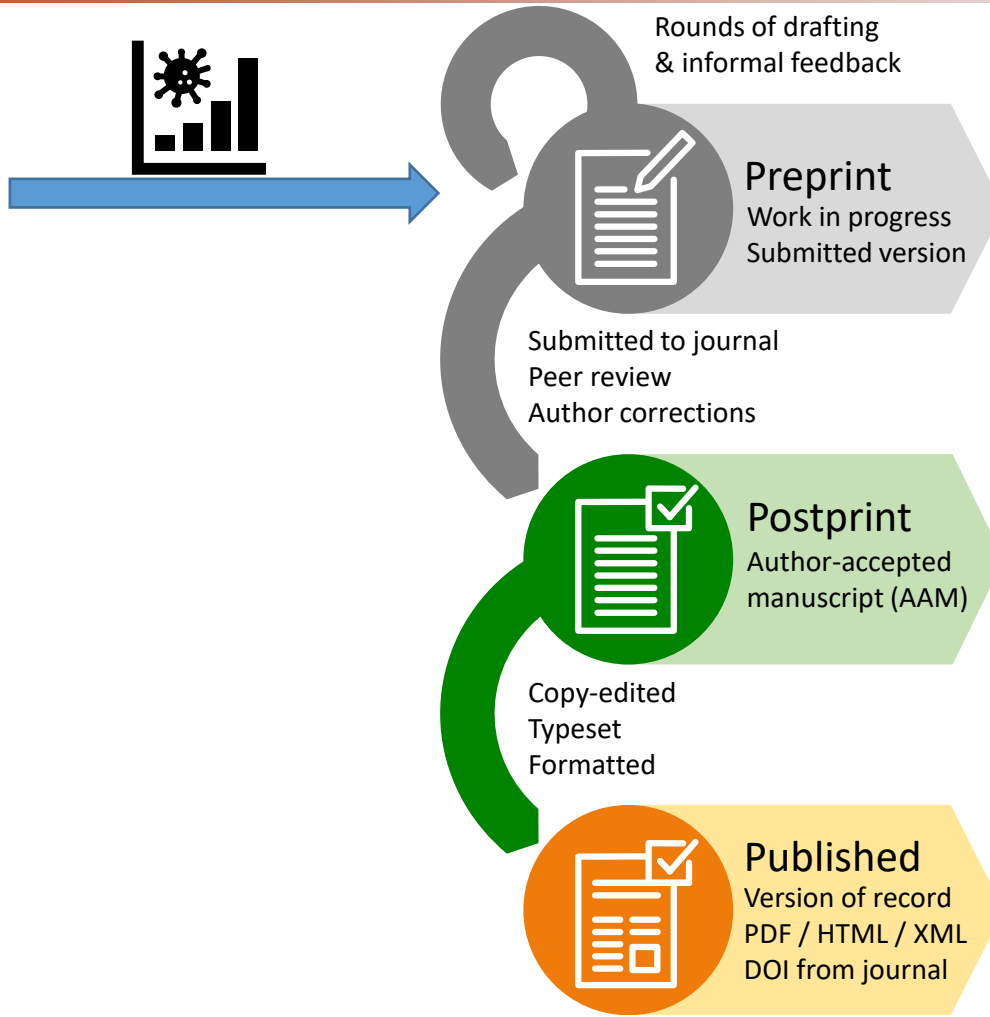 Rounds of drafting
& informal feedback
Preprint
Work in progress
Submitted version
Submitted to journal
Peer review
Author corrections
Postprint
Author-accepted
manuscript (AAM)
Copy-edited
Typeset
Formatted
Published
Version of record
PDF / HTML / XML
DOI from journal